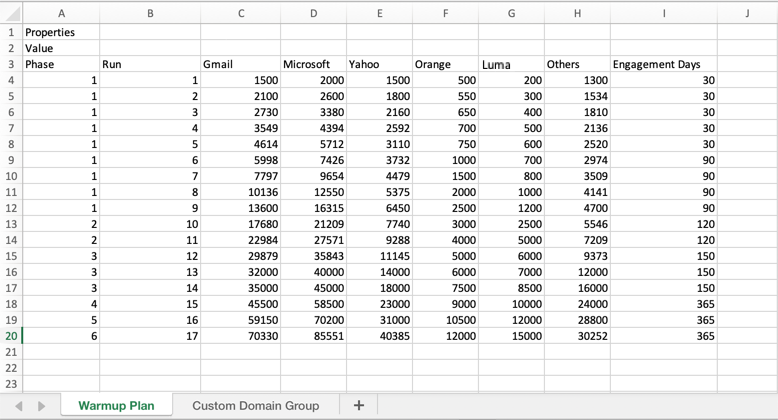 A B C D E F G H I J
1 Properties
2 Value
3 Phase Run Gmail Microsoft Yahoo Orange Luma Others Engagement Days
4 1 1 1500 2000 1500 500 200 1300 30
5 1 2 2100 2600 1800 550 300 1534 30
6 1 3 2730 3380 2160 650 400 1810 30
7 1 4 3549 4394 2592 700 500 2136 30
8 1 5 4614 5712 3110 750 600 2520 30
9 1 6 5998 7426 3732 1000 700 2974 90
10 1 7 7797 9654 4479 1500 800 3509 90
11 1 8 10136 12550 5375 2000 1000 4141 90
12 1 9 13600 16315 6450 2500 1200 4700 90
13 2 10 17680 21209 7740 3000 2500 5546 120
14 2 11 22984 27571 9288 4000 5000 7209 120
15 3 12 29879 35843 11145 5000 6000 9373 150
16 3 13 32000 40000 14000 6000 7000 12000 150
17 3 14 35000 45000 18000 7500 8500 16000 150
18 4 15 45500 58500 23000 9000 10000 24000 365
19 5 16 59150 70200 31000 10500 12000 28800 365
20 6 17 70330 85551 40385 12000 15000 30252 365
21
22
23
Warmup Plan Custom Domain Group +